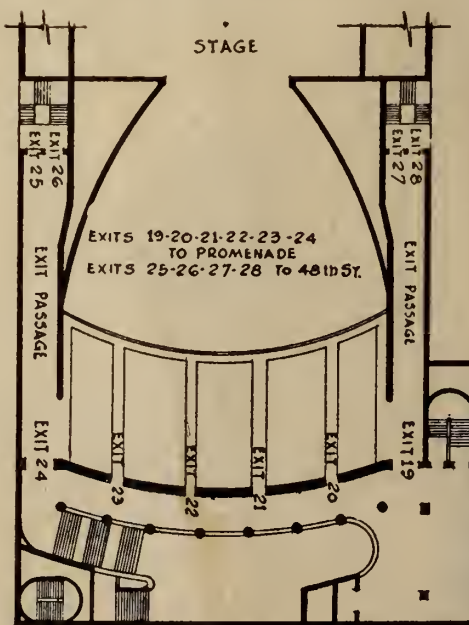 STAGE
EXIT 26
EXIT 25
EXIT 28
EXIT 27
EXITS 19-20-21-22-23-24
TO PROMENADE
EXITS 25-26-27-28 TO 48TH ST.
EXIT PASSAGE
EXIT PASSAGE
EXIT 24
EXIT 23
EXIT 22
EXIT 21
EXIT 20
EXIT 19